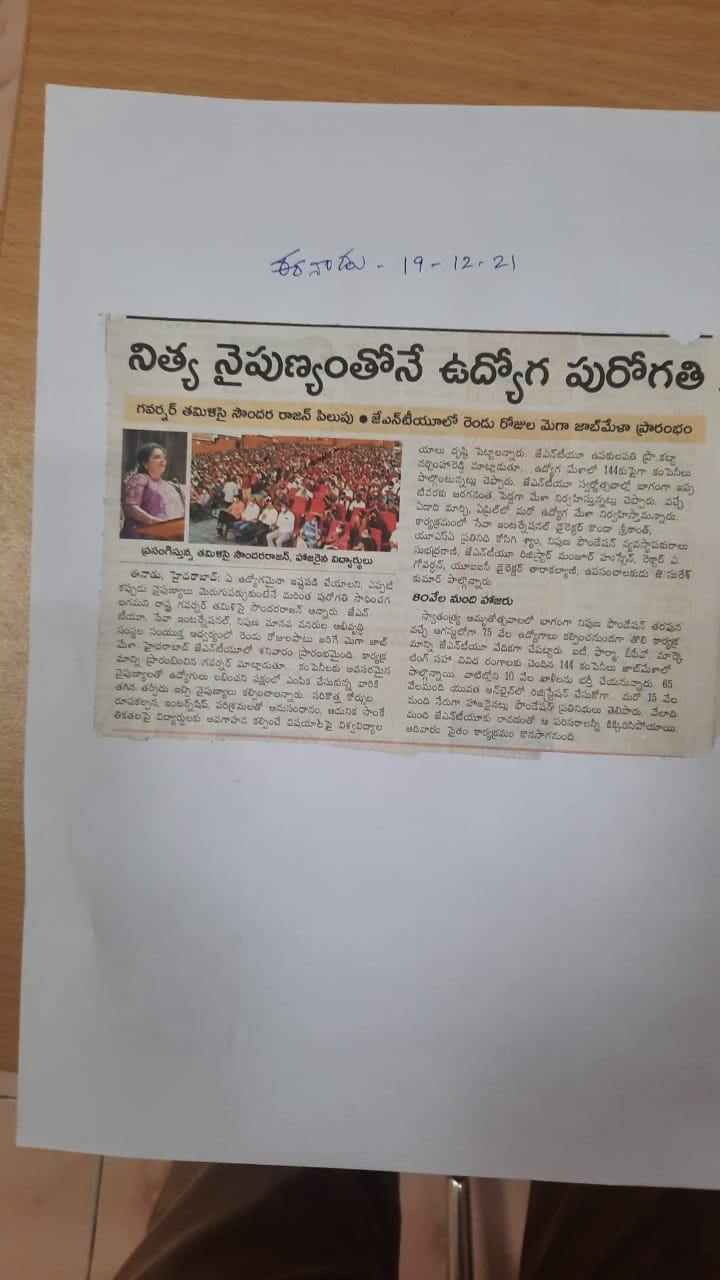 ఈనాడు - 19-12-21
నిత్య నైపుణ్యంతోనే ఉద్యోగ పురోగతి
గవర్నర్ తమిళిసై సౌందర రాజన్ పిలుపు ● జేఎన్‌టీయూలో రెండు రోజుల మెగా జాబ్‌మేళా ప్రారంభం
ప్రసంగిస్తున్న తమిళిసై సౌందరరాజన్, హాజరైన విద్యార్థులు
ఈనాడు, హైదరాబాద్: ఏ ఉద్యోగమైనా ఇష్టపడి చేయాలని, ఎప్పటి
కప్పుడు నైపుణ్యాలు మెరుగుపర్చుకుంటేనే మరింత పురోగతి సాధించగ
లగమని రాష్ట్ర గవర్నర్ తమిళిసై సౌందరరాజన్ అన్నారు. జేఎన్
టీయూ, సేవా ఇంటర్నేషనల్, నిపుణ మానవ వనరుల అభివృద్ధి
సంస్థల సంయుక్త ఆధ్వర్యంలో రెండు రోజులపాటు జరిగే మెగా జాబ్
మేళా హైదరాబాద్ జేఎన్‌టీయూలో శనివారం ప్రారంభమైంది. కార్యక్ర
మాన్ని ప్రారంభించిన గవర్నర్ మాట్లాడుతూ.. కంపెనీలకు అవసరమైన
నైపుణ్యాలతో ఉద్యోగులు లభించని పక్షంలో ఎంపిక చేసుకున్న వారికి
తగిన తర్ఫీదు ఇచ్చి నైపుణ్యాలు కల్పించాలన్నారు. సరికొత్త కోర్సుల
రూపకల్పన, ఇంటర్న్‌షిప్, పరిశ్రమలతో అనుసంధానం, ఆధునిక సాంకే
తికతలపై విద్యార్థులకు అవగాహన కల్పించే విషయాలపై విశ్వవిద్యాల
యాలు దృష్టి పెట్టాలన్నారు. జేఎన్‌టీయూ ఉపకులపతి ప్రొ.కట్టా
నర్సింహారెడ్డి మాట్లాడుతూ.. ఉద్యోగ మేళాలో 144కుపైగా కంపెనీలు
పాల్గొంటున్నట్లు చెప్పారు. జేఎన్‌టీయూ స్వర్ణోత్సవాల్లో భాగంగా ఇప్ప
టివరకు జరగనంత పెద్దగా మేళా నిర్వహిస్తున్నట్లు చెప్పారు. వచ్చే
ఏడాది మార్చి, ఏప్రిల్‌లో మరో ఉద్యోగ మేళా నిర్వహిస్తామన్నారు.
కార్యక్రమంలో సేవా ఇంటర్నేషనల్ డైరెక్టర్ కొండా శ్రీకాంత్,
యూఎస్ఏ ప్రతినిధి కోసిగి శ్యాం, నిపుణ ఫౌండేషన్ వ్యవస్థాపకురాలు
సుభద్రరాణి, జేఎన్‌టీయూ రిజిస్ట్రార్ మంజూర్ హుస్సేన్, రెక్టార్ ఎ.
గోవర్ధన్, యూఐఐసీ డైరెక్టర్ తారాకల్యాణి, ఉపసంచాలకుడు జె.సురేశ్
కుమార్ పాల్గొన్నారు.
80వేల మంది హాజరు
స్వాతంత్ర్య అమృతోత్సవాలలో భాగంగా నిపుణ ఫౌండేషన్ తరఫున
వచ్చే ఆగస్టులోగా 75 వేల ఉద్యోగాలు కల్పించనుండగా తొలి కార్యక్ర
మాన్ని జేఎన్‌టీయూ వేదికగా చేపట్టారు. ఐటీ, ఫార్మా, బీపీవో, మార్కె
టింగ్ సహా వివిధ రంగాలకు చెందిన 144 కంపెనీలు జాబ్‌మేళాలో
పాల్గొన్నాయి. వాటిల్లోని 10 వేల ఖాళీలను భర్తీ చేయనున్నారు. 65
వేలమంది యువత ఆన్‌లైన్‌లో రిజిస్ట్రేషన్ చేసుకోగా.. మరో 15 వేల
మంది నేరుగా హాజరైనట్లు ఫౌండేషన్ ప్రతినిధులు తెలిపారు. వేలాది
మంది జేఎన్‌టీయూకు రావడంతో ఆ పరిసరాలన్నీ కిక్కిరిసిపోయాయి.
ఆదివారం సైతం కార్యక్రమం కొనసాగనుంది.